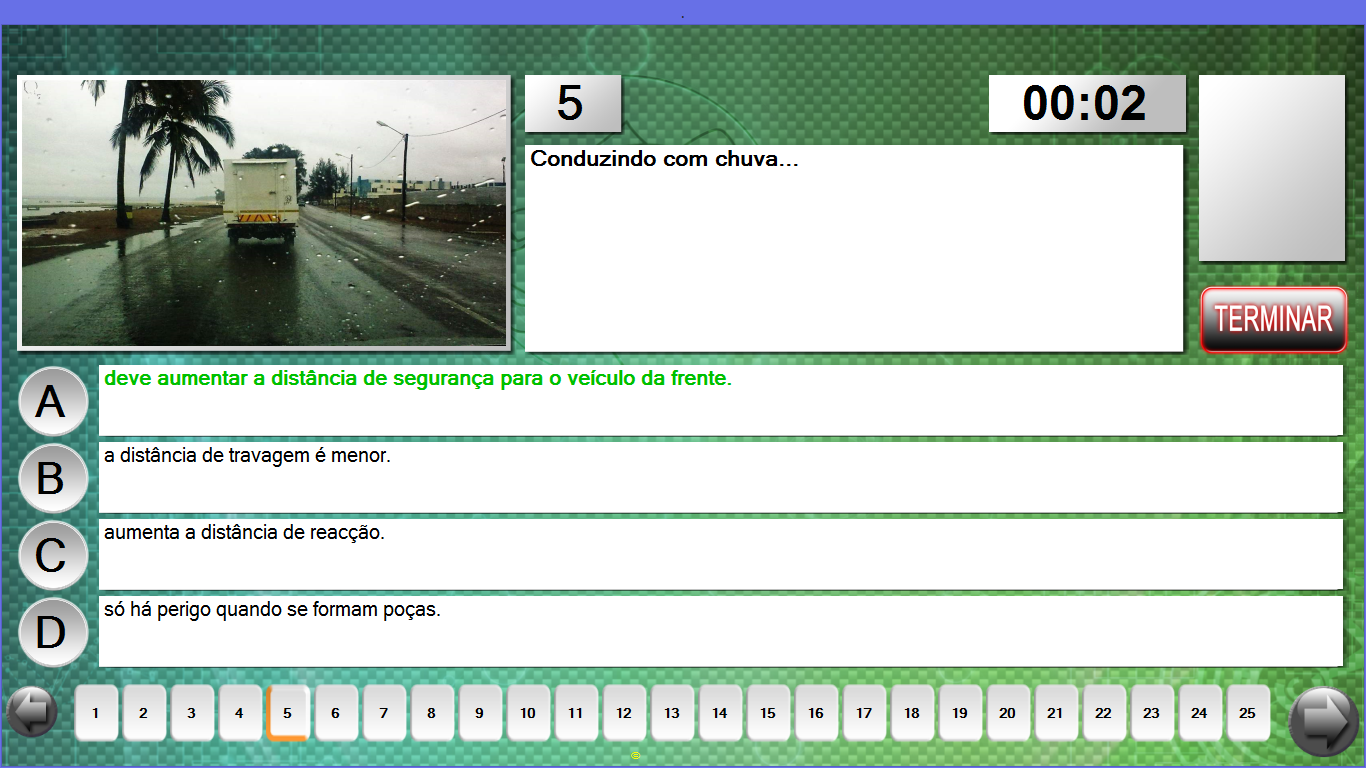 5
00:02
Conduzindo com chuva...
TERMINAR
A
deve aumentar a distância de segurança para o veículo da frente.
B
a distância de travagem é menor.
C
aumenta a distância de reacção.
D
só há perigo quando se formam poças.
1 2 3 4 5 6 7 8 9 10 11 12 13 14 15 16 17 18 19 20 21 22 23 24 25
©